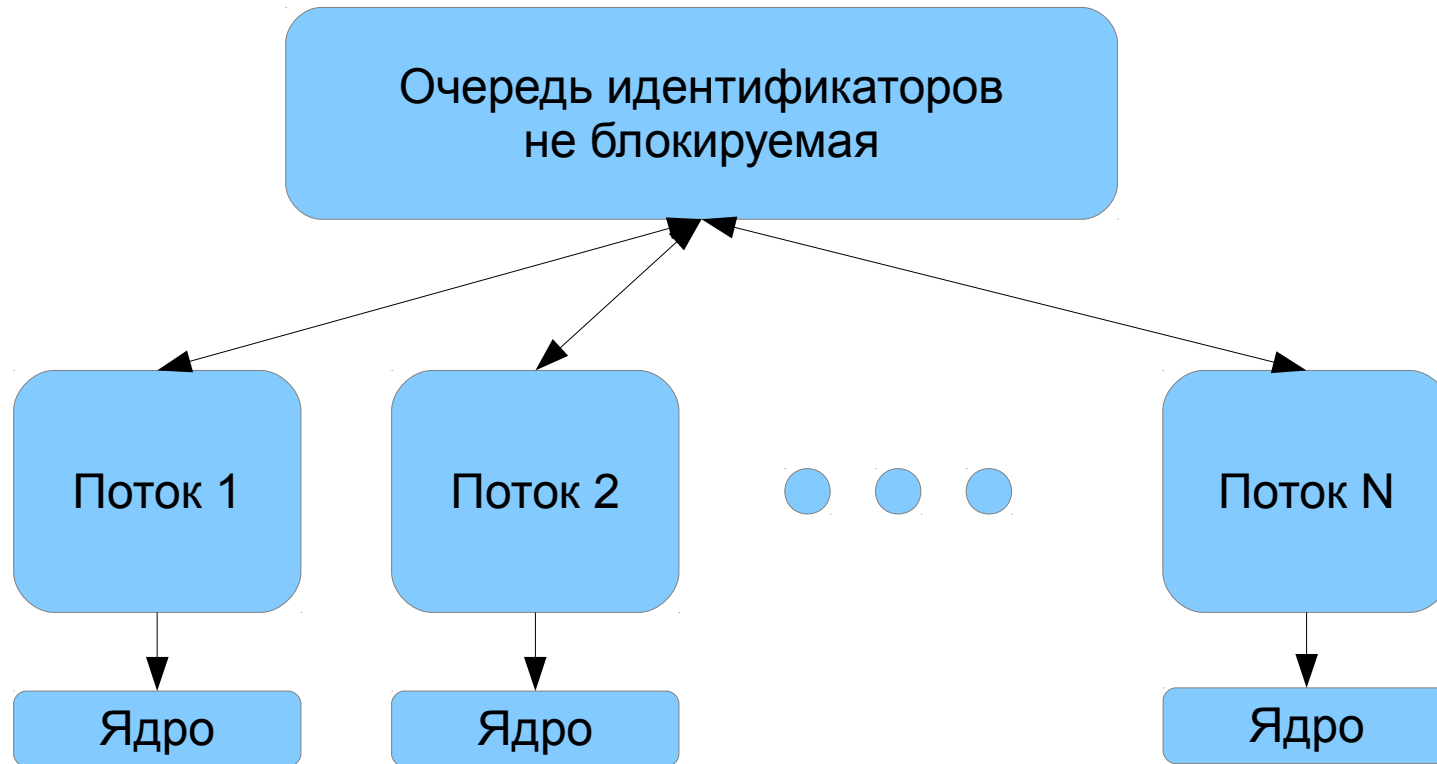 Очередь идентификаторов
не блокируемая
Поток 1
Поток 2
Поток N
Ядро
Ядро
Ядро